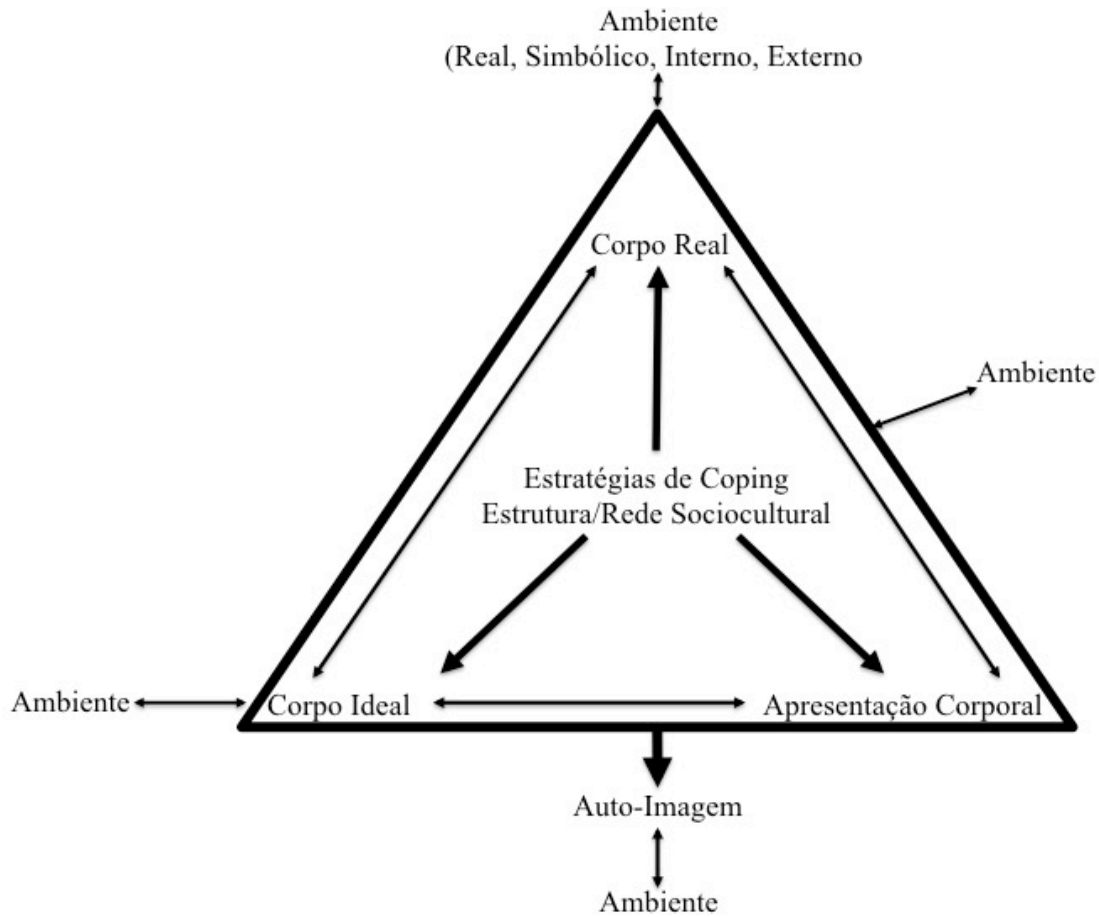 Ambiente
(Real, Simbólico, Interno, Externo
Corpo Real
Ambiente
Estratégias de Coping
Estrutura/Rede Sociocultural
Ambiente
Corpo Ideal
Apresentação Corporal
Auto-Imagem
Ambiente